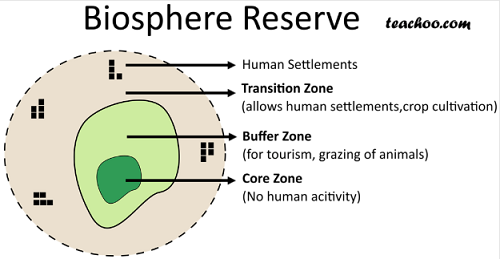 Biosphere Reserve
teachoo.com
Human Settlements
Transition Zone
(allows human settlements,crop cultivation)
Buffer Zone
(for tourism, grazing of animals)
Core Zone
(No human acitivity)